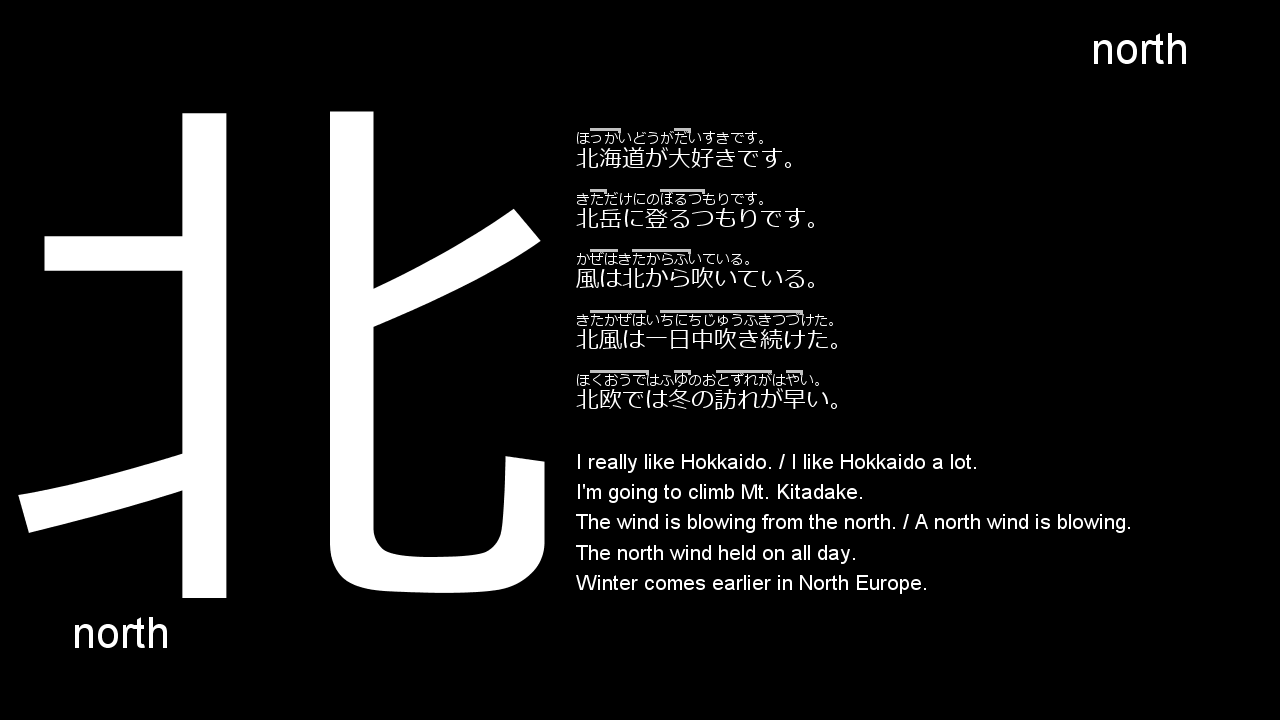 north
北
ほっかいどうがだいすきです。
北海道が大好きです。
きただけにのぼるつもりです。
北岳に登るつもりです。
かぜはきたからふいている。
風は北から吹いている。
きたかぜはいちにちじゅうふきつづけた。
北風は一日中吹き続けた。
ほくおうではふゆのおとずれがはやい。
北欧では冬の訪れが早い。
I really like Hokkaido. / I like Hokkaido a lot.
I'm going to climb Mt. Kitadake.
The wind is blowing from the north. / A north wind is blowing.
The north wind held on all day.
Winter comes earlier in North Europe.
north